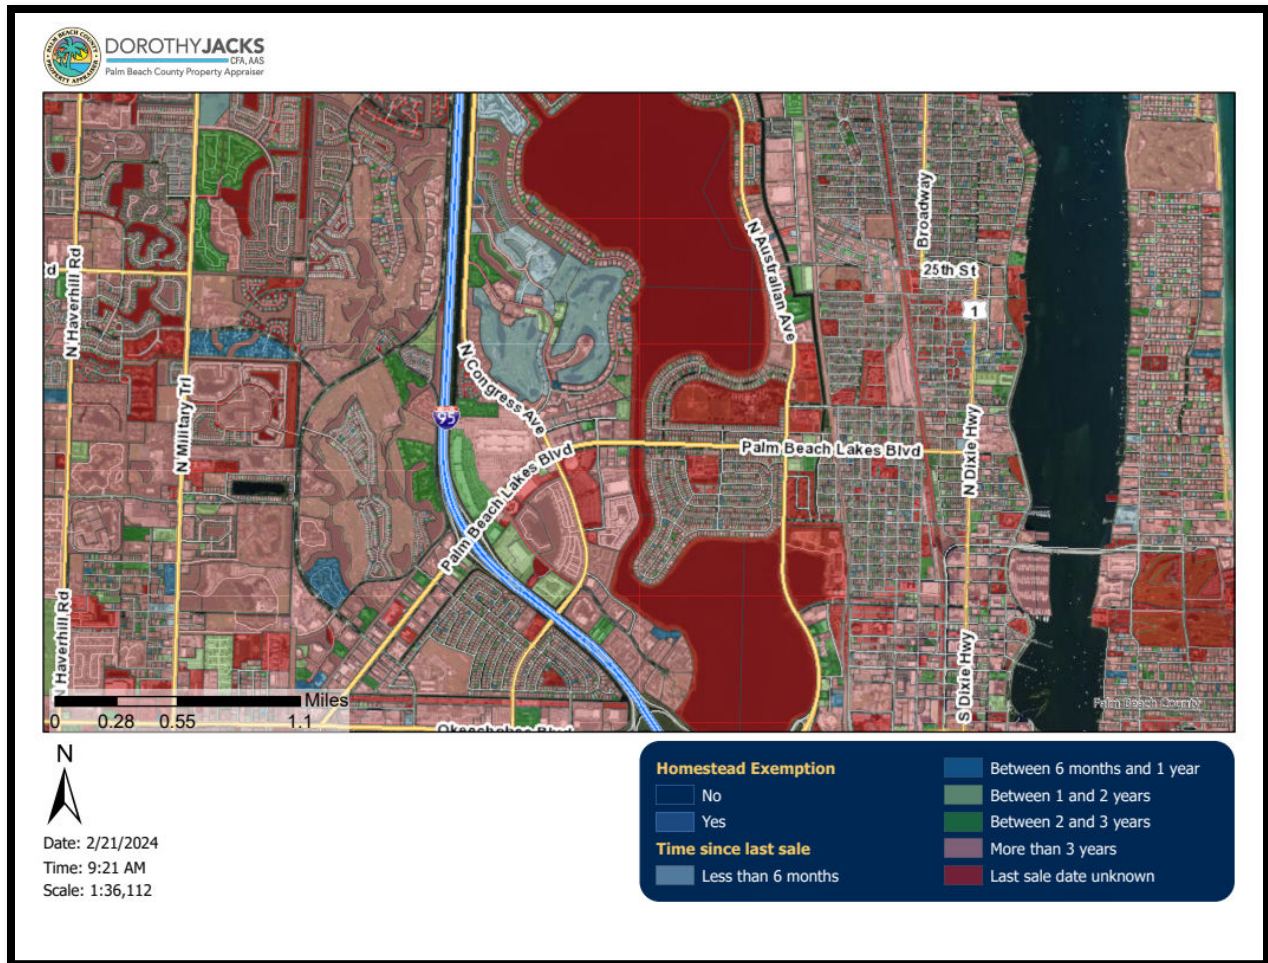 PALM BEACH COUNTY
PROPERTY APPRAISER
DOROTHYJACKS
CFA, AAS
Palm Beach County Property Appraiser
N Haverhill Rd
d
N Military Trl
95
N Congress Ave
Palm Beach Lakes Blvd
N Australian Ave
Broadway
25th St
1
Palm Beach Lakes Blvd
N Dixie Hwy
N Haverhill Rd
S Dixie Hwy
Palm Beach County
Okeechobee Blvd
Miles
0 0.28 0.55 1.1
N
Date: 2/21/2024
Time: 9:21 AM
Scale: 1:36,112
Homestead Exemption
No
Yes
Time since last sale
Less than 6 months
Between 6 months and 1 year
Between 1 and 2 years
Between 2 and 3 years
More than 3 years
Last sale date unknown